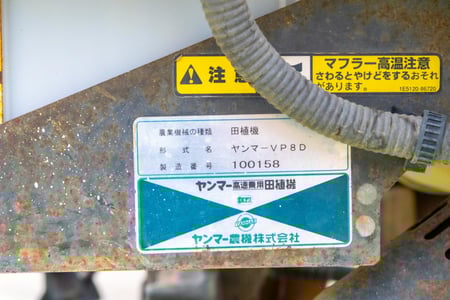 注意
マフラー高温注意
さわるとやけどをするおそれ
があります。
1E5120-66720
農業機械の種類 田植機
形式名 ヤンマーVP8D
製造番号 100158
ヤンマー高速乗用田植機
ヤンマー農機株式会社